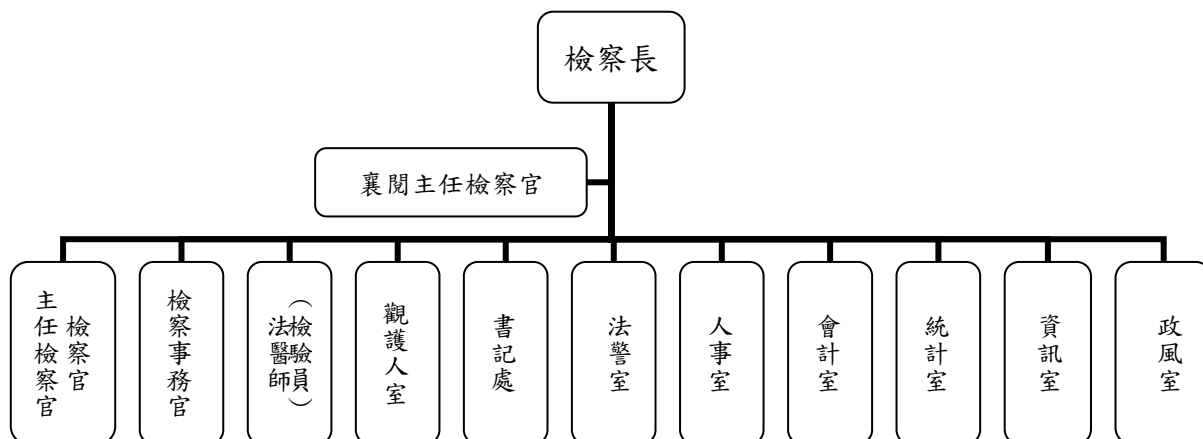 檢察長
襄閱主任檢察官
主任檢察官
檢察官
檢察事務官
法醫師
（檢驗員）
觀護人室
書記處
法警室
人事室
會計室
統計室
資訊室
政風室